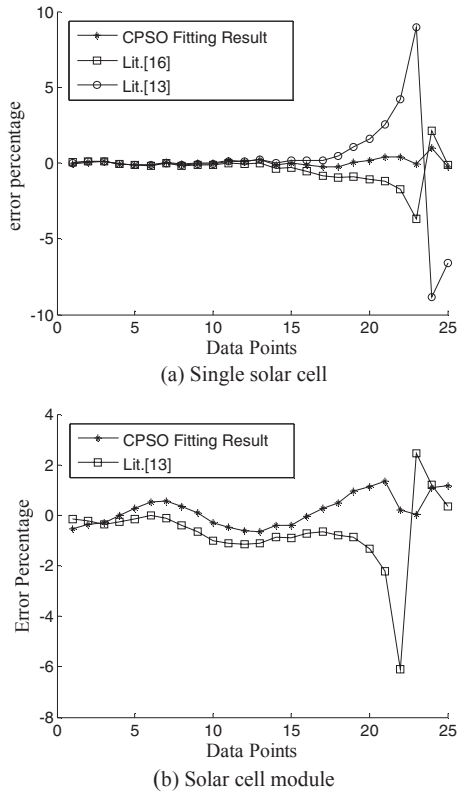 10
CPSO Fitting Result
Lit.[16]
Lit.[13]
5
0
-5
-10
error percentage
0 5 10 15 20 25
Data Points
(a) Single solar cell
4
CPSO Fitting Result
Lit.[13]
2
0
-2
-4
-6
-8
Error Percentage
0 5 10 15 20 25
Data Points
(b) Solar cell module